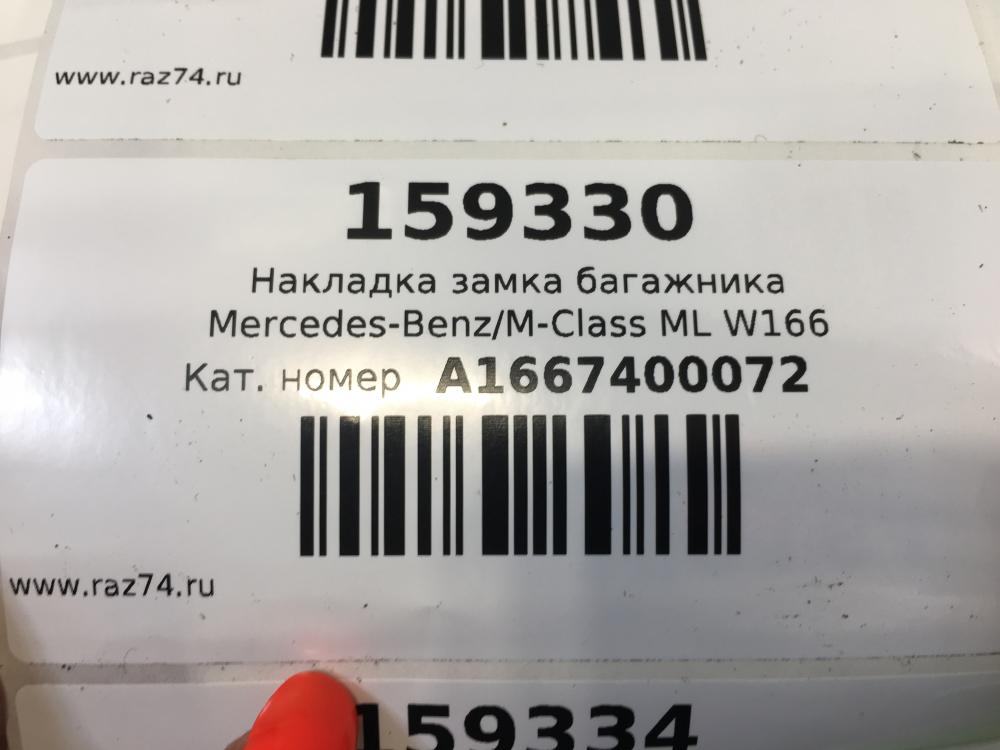 www.raz74.ru
159330
Накладка замка багажника
Mercedes-Benz/M-Class ML W166
Кат. номер A1667400072
www.raz74.ru
159334